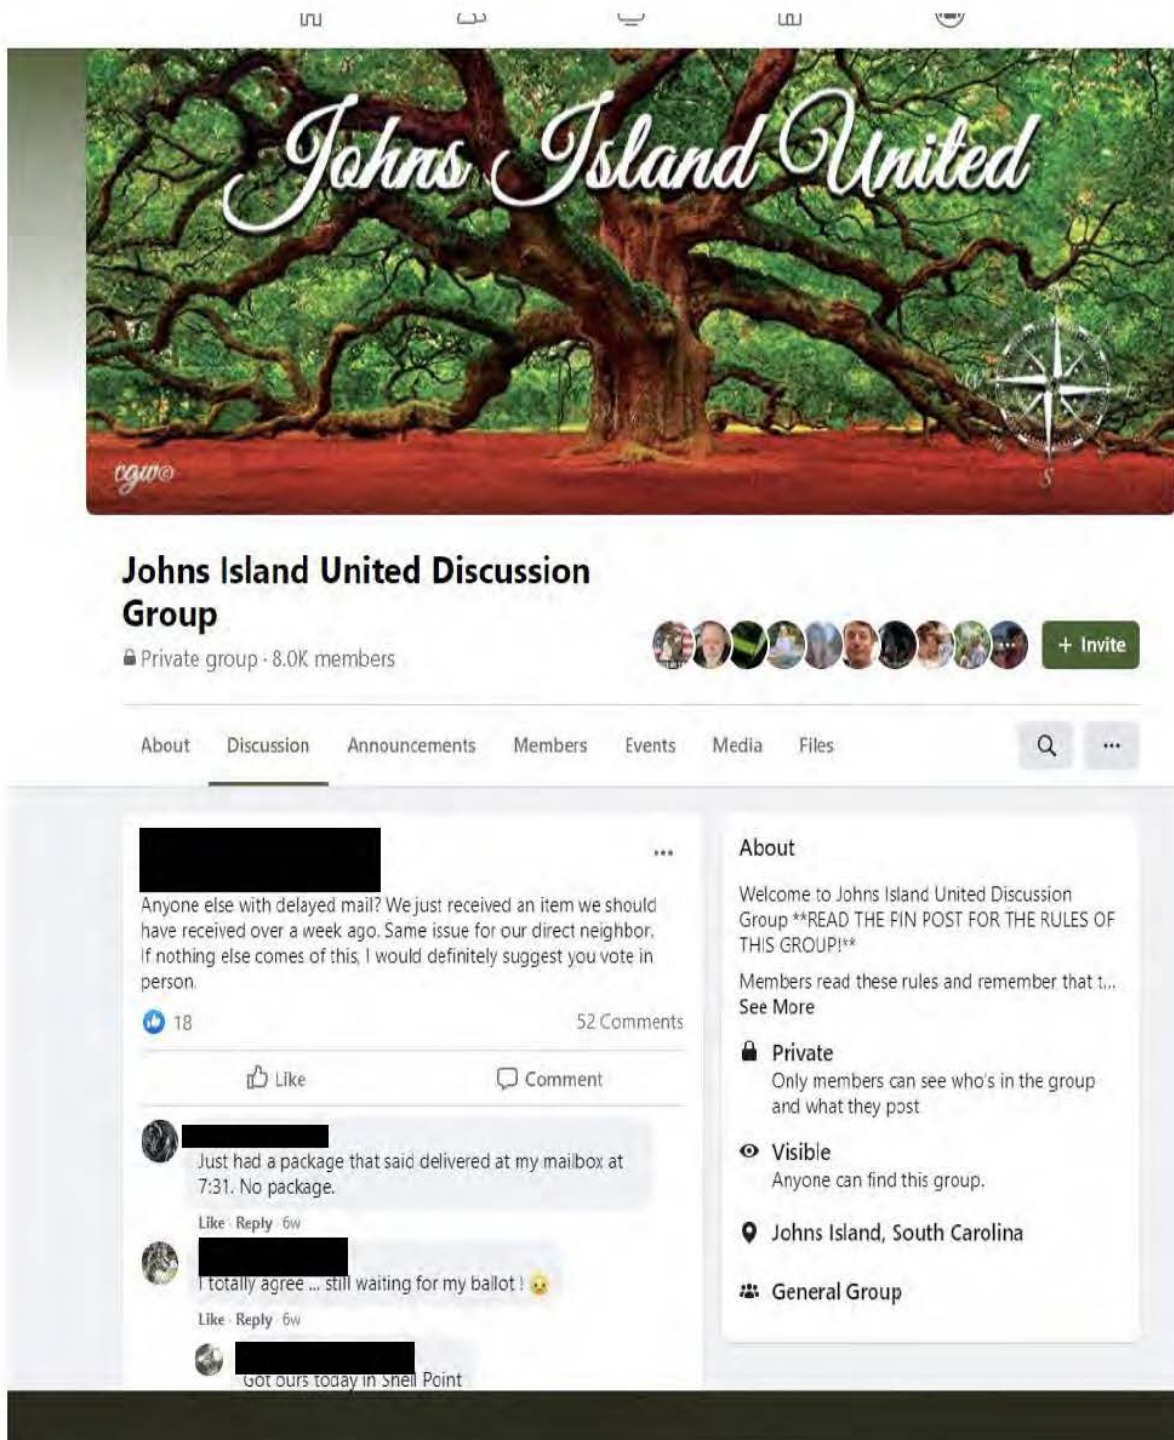 Johns Island United
cgw©
S
Johns Island United Discussion
Group
Private group · 8.0K members
+ Invite
About Discussion Announcements Members Events Media Files
...
...
Anyone else with delayed mail? We just received an item we should
have received over a week ago. Same issue for our direct neighbor.
If nothing else comes of this, I would definitely suggest you vote in
person.
18 52 Comments
Like Comment
Just had a package that said delivered at my mailbox at
7:31. No package.
Like · Reply · 6w
I totally agree ... still waiting for my ballot !
Like · Reply · 6w
Got ours today in Shell Point
About
Welcome to Johns Island United Discussion
Group **READ THE PIN POST FOR THE RULES OF
THIS GROUP!**
Members read these rules and remember that t...
See More
Private
Only members can see who's in the group
and what they post
Visible
Anyone can find this group.
Johns Island, South Carolina
General Group